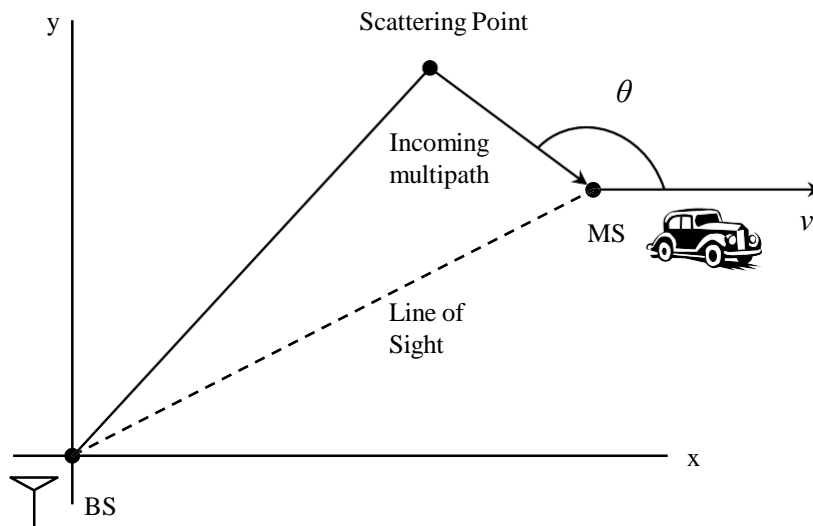 y
Scattering Point
θ
Incoming
multipath
MS
v
Line of
Sight
x
BS